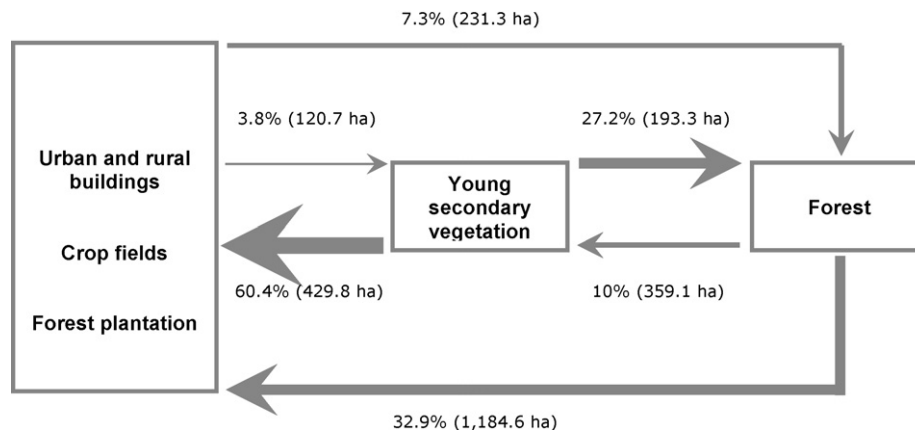 7.3% (231.3 ha)
3.8% (120.7 ha)
27.2% (193.3 ha)
Urban and rural
buildings
Crop fields
Forest plantation
Young
secondary
vegetation
Forest
60.4% (429.8 ha)
10% (359.1 ha)
32.9% (1,184.6 ha)